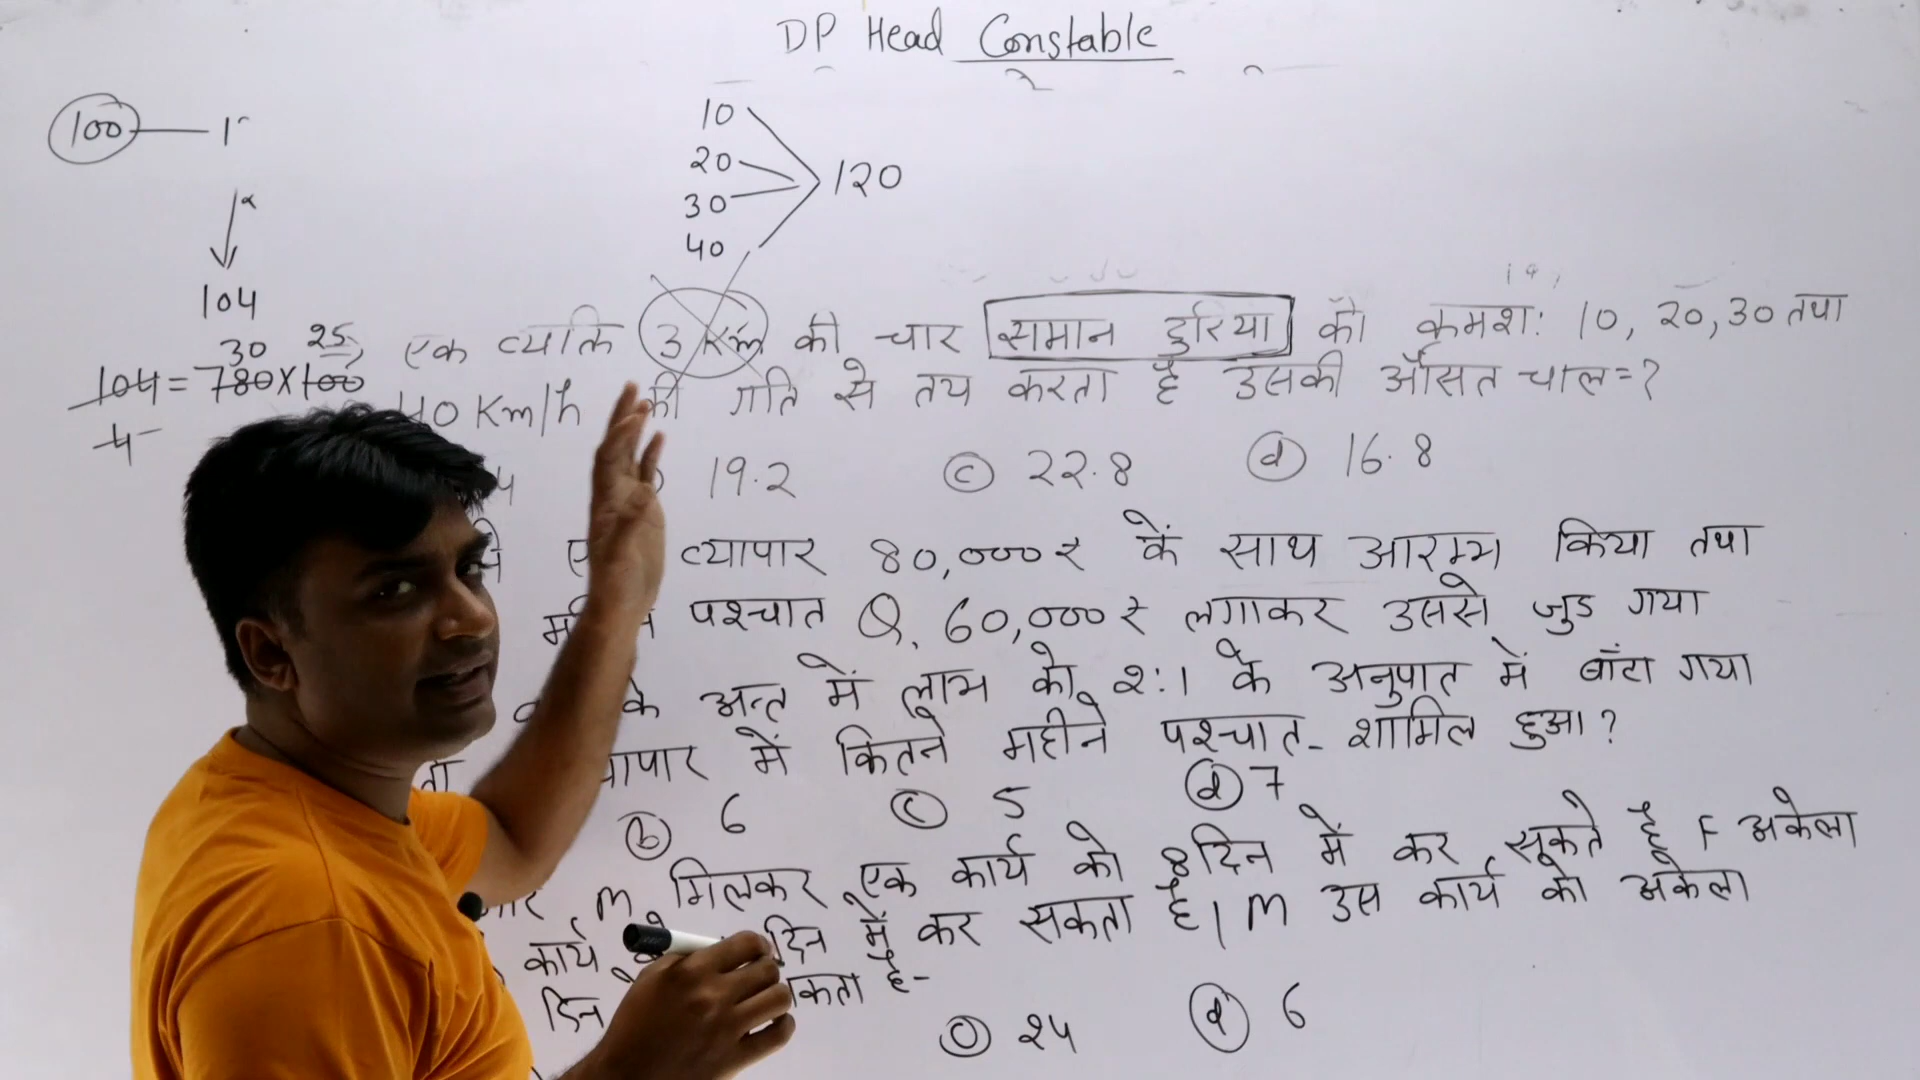 DP Head Constable
100 — 1
104
30 25
104 = 780×100
4
10
20
30
40
120
एक व्यक्ति 3 Km की चार समान दुरिया को क्रमश: 10, 20, 30 तथा
40 Km/h की गति से तय करता है उसकी औसत चाल=?
4 19.2 (c) 22.8 (d) 16.8
व्यापार 80,000₹ के साथ आरम्भ किया तथा
पश्चात Q, 60,000₹ लगाकर उससे जुड गया
के अन्त में लाभ को 2:1 के अनुपात में बाँटा गया
में कितने महीने पश्चात शामिल हुआ?
(b) 6 (c) 5 (d) 7
M मिलकर एक कार्य को 8 दिन में कर सकते है F अकेला
कार्य दिन में कर सकता है। M उस कार्य को अकेला
दिन है-
(c) 24 (d) 6